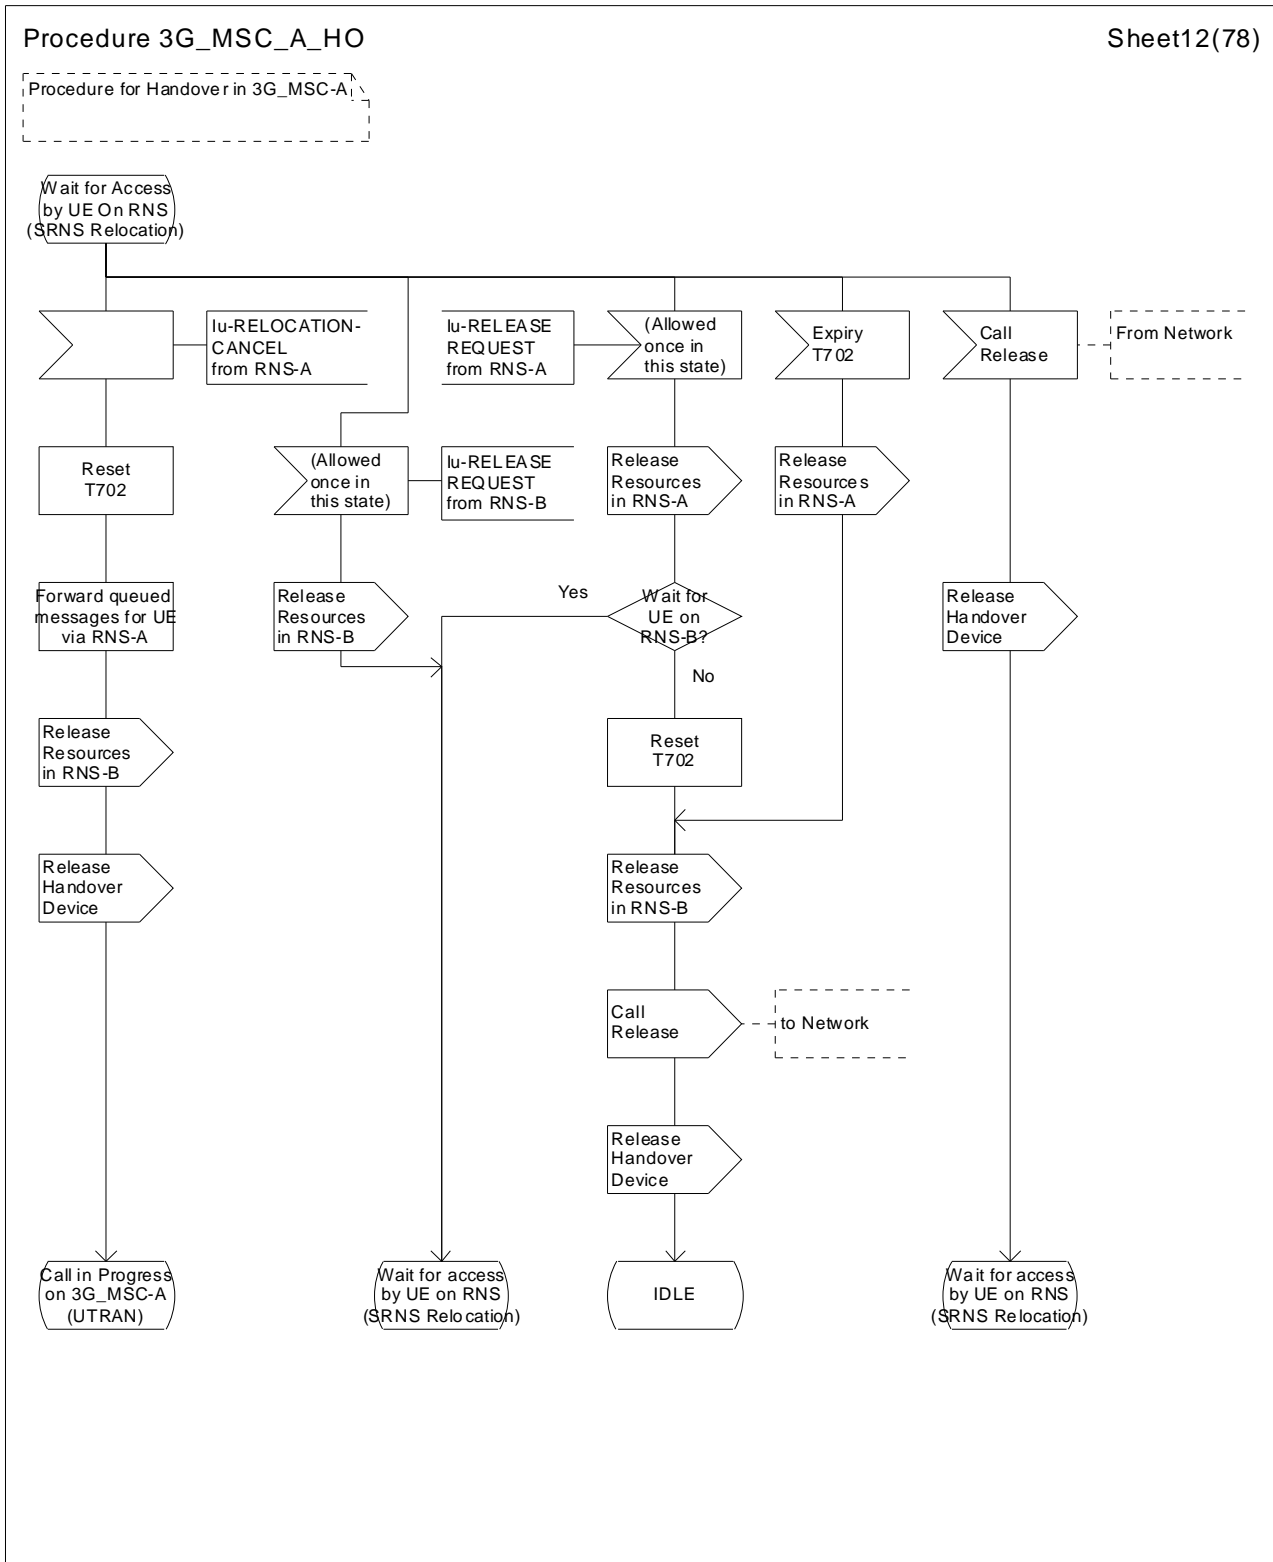 Procedure 3G_MSC_A_HO
Sheet12(78)
Procedure for Handover in 3G_MSC-A
Wait for Access
by UE On RNS
(SRNS Relocation)
Iu-RELOCATION-
CANCEL
from RNS-A
Iu-RELEASE
REQUEST
from RNS-A
(Allowed
once in
this state)
Expiry
T702
Call
Release
From Network
Reset
T702
(Allowed
once in
this state)
Iu-RELEASE
REQUEST
from RNS-B
Release
Resources
in RNS-A
Release
Resources
in RNS-A
Forward queued
messages for UE
via RNS-A
Release
Resources
in RNS-B
Yes
Wait for
UE on
RNS-B?
No
Release
Handover
Device
Release
Resources
in RNS-B
Reset
T702
Release
Handover
Device
Release
Resources
in RNS-B
Call
Release
to Network
Release
Handover
Device
Call in Progress
on 3G_MSC-A
(UTRAN)
Wait for access
by UE on RNS
(SRNS Relocation)
IDLE
Wait for access
by UE on RNS
(SRNS Relocation)